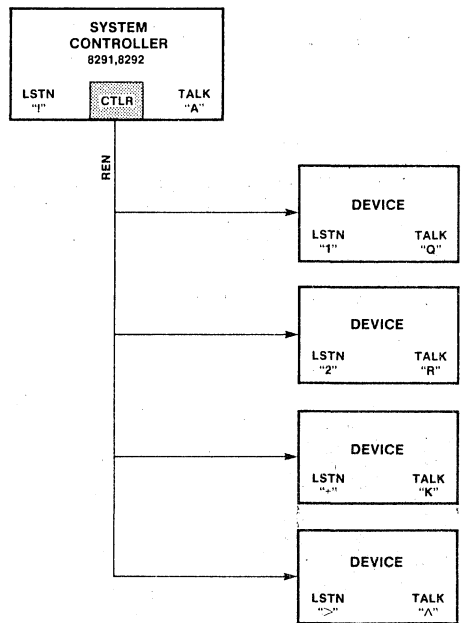 SYSTEM
CONTROLLER
8291,8292
LSTN
"!"
CTLR
TALK
"A"
REN
DEVICE
LSTN
"1"
TALK
"Q"
DEVICE
LSTN
"2"
TALK
"R"
DEVICE
LSTN
"+"
TALK
"K"
DEVICE
LSTN
">"
TALK
"^"